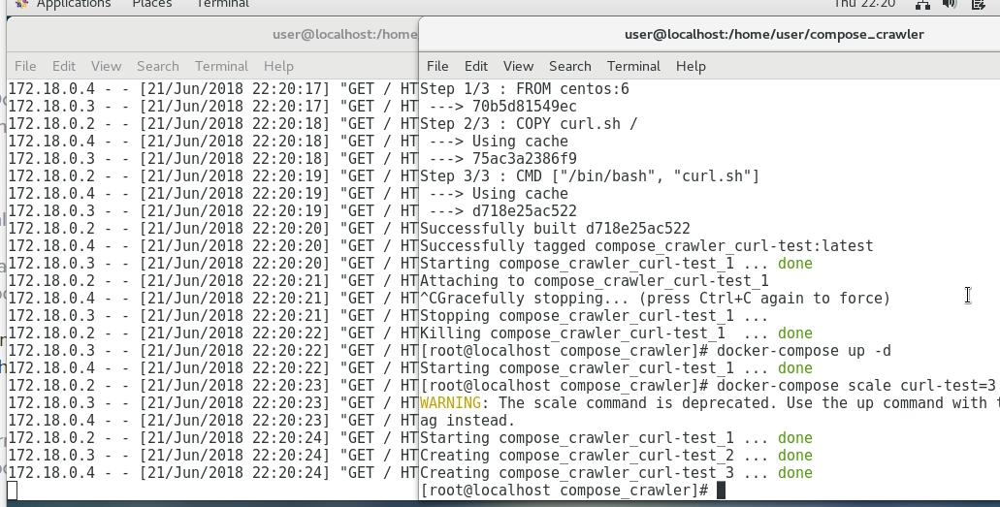 Applications Places Terminal Thu 22:20
user@localhost:/home
File Edit View Search Terminal Help
172.18.0.4 - - [21/Jun/2018 22:20:17] "GET / HT
172.18.0.3 - - [21/Jun/2018 22:20:17] "GET / HT
172.18.0.2 - - [21/Jun/2018 22:20:18] "GET / HT
172.18.0.4 - - [21/Jun/2018 22:20:18] "GET / HT
172.18.0.3 - - [21/Jun/2018 22:20:18] "GET / HT
172.18.0.2 - - [21/Jun/2018 22:20:19] "GET / HT
172.18.0.4 - - [21/Jun/2018 22:20:19] "GET / HT
172.18.0.3 - - [21/Jun/2018 22:20:19] "GET / HT
172.18.0.2 - - [21/Jun/2018 22:20:20] "GET / HT
172.18.0.4 - - [21/Jun/2018 22:20:20] "GET / HT
172.18.0.3 - - [21/Jun/2018 22:20:20] "GET / HT
172.18.0.2 - - [21/Jun/2018 22:20:21] "GET / HT
172.18.0.4 - - [21/Jun/2018 22:20:21] "GET / HT
172.18.0.3 - - [21/Jun/2018 22:20:21] "GET / HT
172.18.0.2 - - [21/Jun/2018 22:20:22] "GET / HT
172.18.0.3 - - [21/Jun/2018 22:20:22] "GET / HT
172.18.0.4 - - [21/Jun/2018 22:20:22] "GET / HT
172.18.0.2 - - [21/Jun/2018 22:20:23] "GET / HT
172.18.0.3 - - [21/Jun/2018 22:20:23] "GET / HT
172.18.0.4 - - [21/Jun/2018 22:20:23] "GET / HT
172.18.0.2 - - [21/Jun/2018 22:20:24] "GET / HT
172.18.0.3 - - [21/Jun/2018 22:20:24] "GET / HT
172.18.0.4 - - [21/Jun/2018 22:20:24] "GET / HT
user@localhost:/home/user/compose_crawler
File Edit View Search Terminal Help
Step 1/3 : FROM centos:6
 ---> 70b5d81549ec
Step 2/3 : COPY curl.sh /
 ---> Using cache
 ---> 75ac3a2386f9
Step 3/3 : CMD ["/bin/bash", "curl.sh"]
 ---> Using cache
 ---> d718e25ac522
Successfully built d718e25ac522
Successfully tagged compose_crawler_curl-test:latest
Starting compose_crawler_curl-test_1 ... done
Attaching to compose_crawler_curl-test_1
^CGracefully stopping... (press Ctrl+C again to force)
Stopping compose_crawler_curl-test_1 ...
Killing compose_crawler_curl-test_1  ... done
[root@localhost compose_crawler]# docker-compose up -d
Starting compose_crawler_curl-test_1 ... done
[root@localhost compose_crawler]# docker-compose scale curl-test=3
WARNING: The scale command is deprecated. Use the up command with t
ag instead.
Starting compose_crawler_curl-test_1 ... done
Creating compose_crawler_curl-test_2 ... done
Creating compose_crawler_curl-test_3 ... done
[root@localhost compose_crawler]#